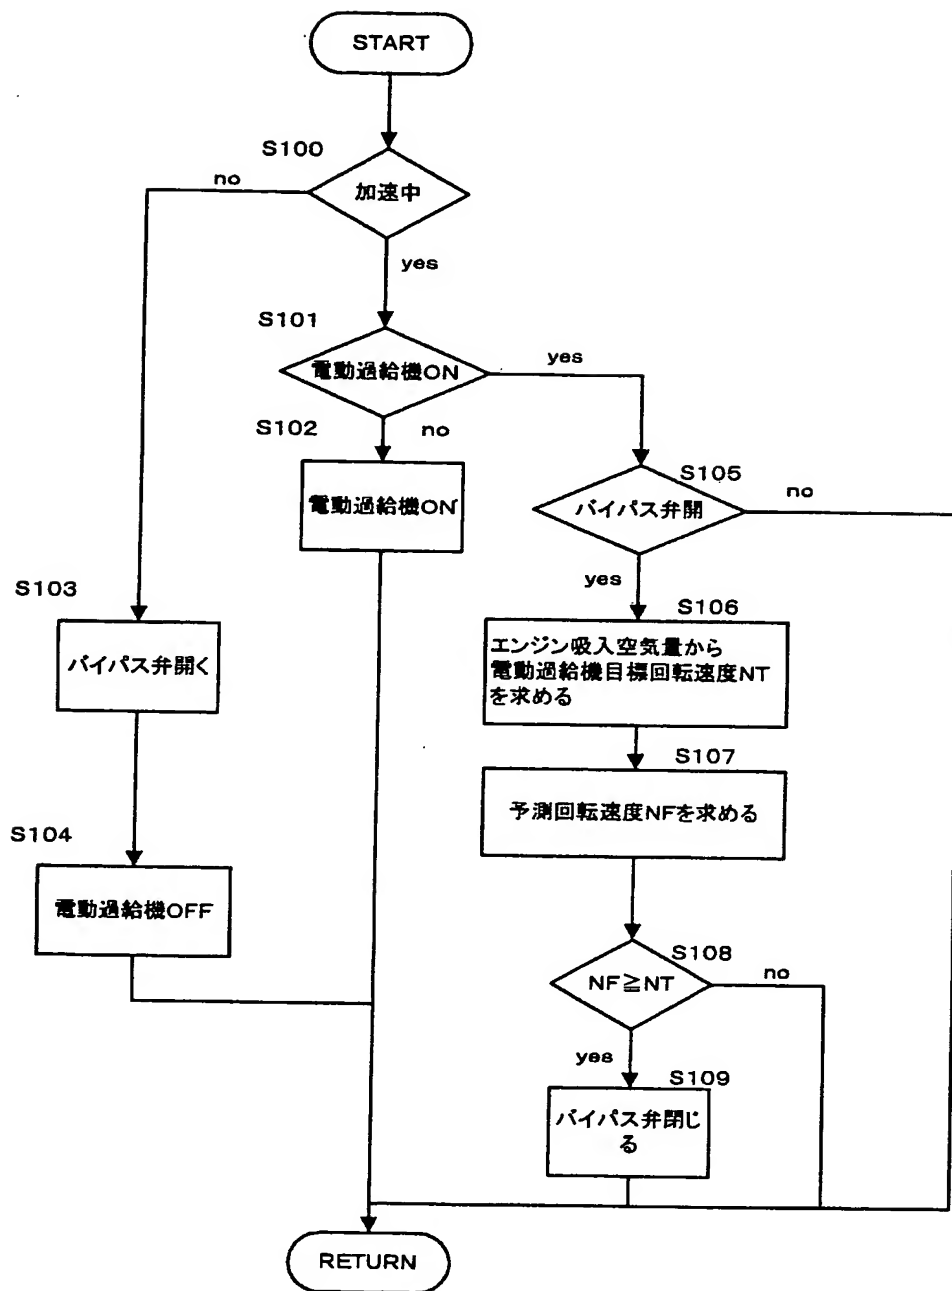 START
S100
no
加速中
yes
S101
電動過給機ON
yes
S102
no
電動過給機ON
S105
バイパス弁開
no
yes
S103
バイパス弁開く
S106
エンジン吸入空気量から
電動過給機目標回転速度NT
を求める
S107
予測回転速度NFを求める
S104
電動過給機OFF
S108
NF≧NT
no
yes
S109
バイパス弁閉じ
る
RETURN